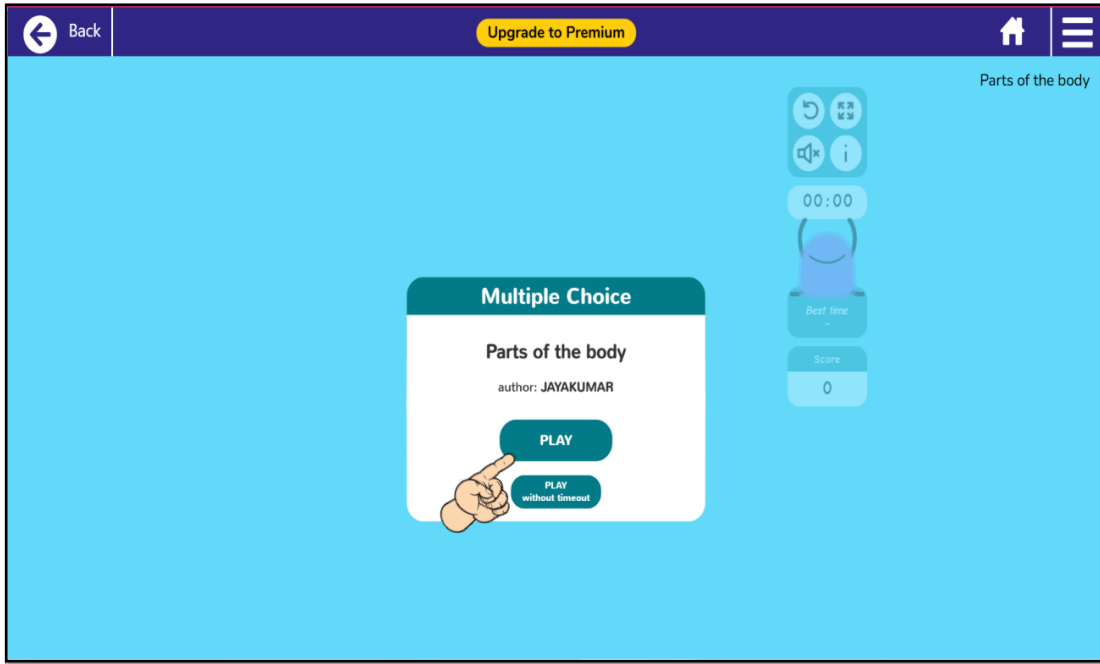 Back
Upgrade to Premium
Parts of the body
00:00
Best time
-
Score
0
Multiple Choice
Parts of the body
author: JAYAKUMAR
PLAY
PLAY
without timeout